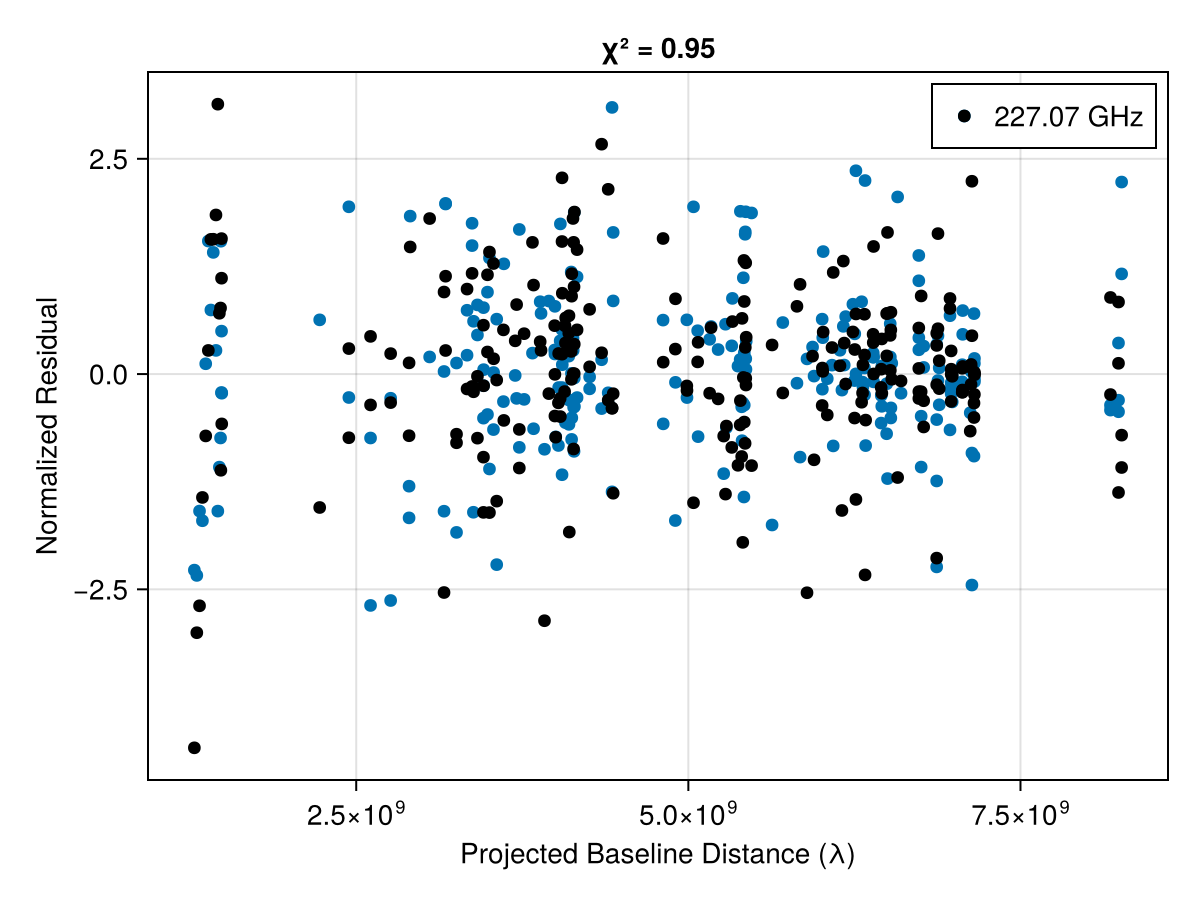 χ² = 0.95
227.07 GHz
2.5
0.0
−2.5
Normalized Residual
2.5×10⁹
5.0×10⁹
7.5×10⁹
Projected Baseline Distance (λ)